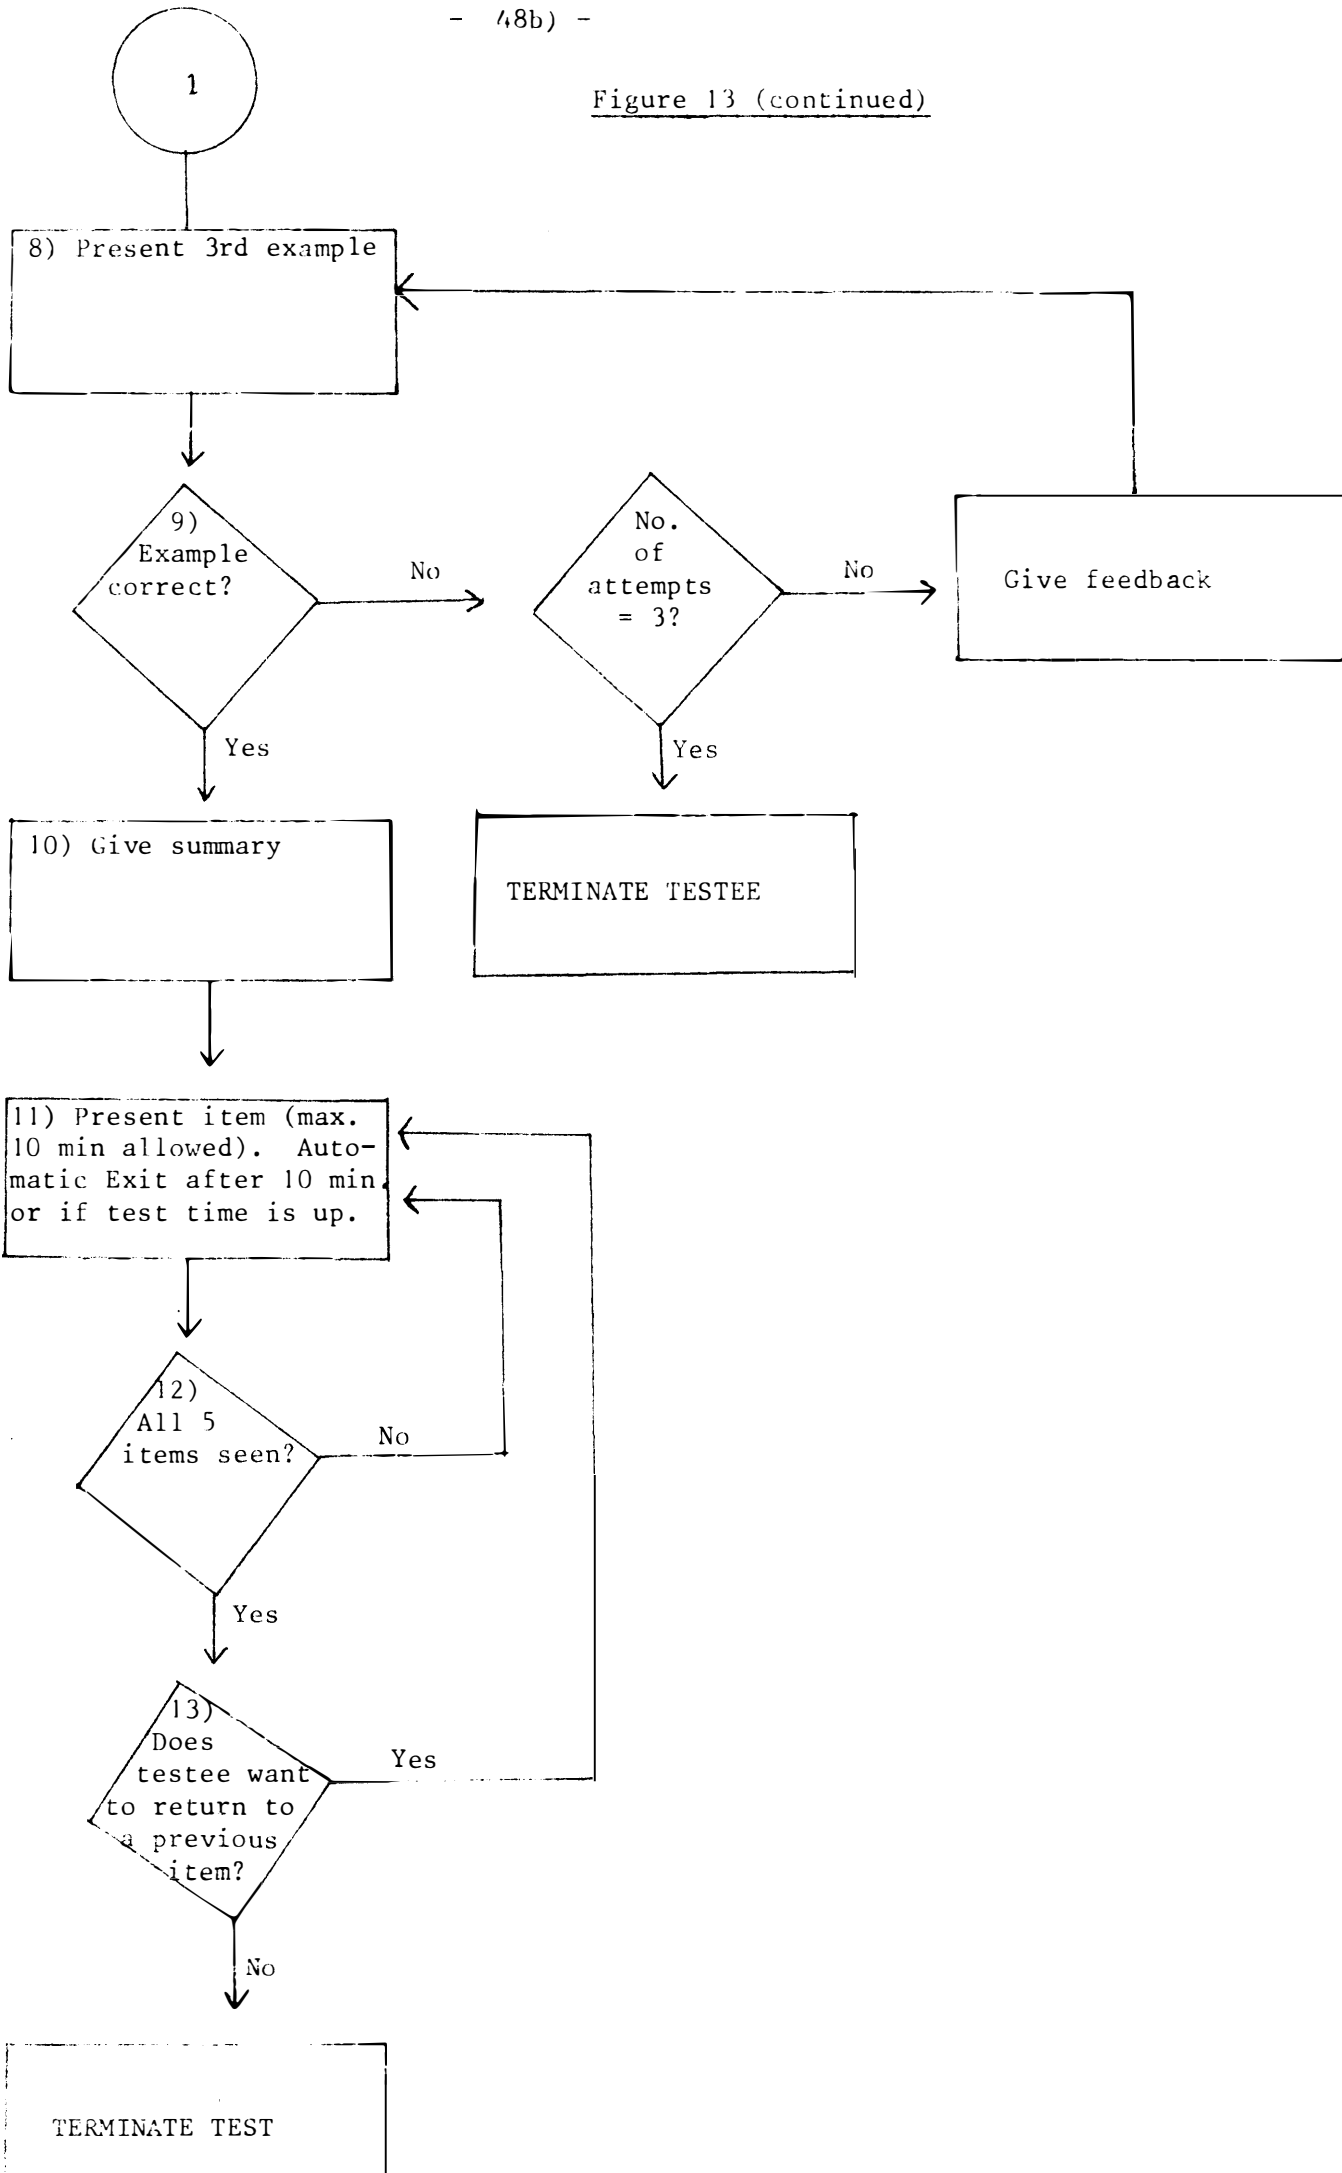 - 48b) -
1
Figure 13 (continued)
8) Present 3rd example
9)
Example
correct?
No
No.
of
attempts
= 3?
No
Give feedback
Yes
Yes
10) Give summary
TERMINATE TESTEE
11) Present item (max.
10 min allowed). Auto-
matic Exit after 10 min.
or if test time is up.
12)
All 5
items seen?
No
Yes
13)
Does
testee want
to return to
a previous
item?
Yes
No
TERMINATE TEST